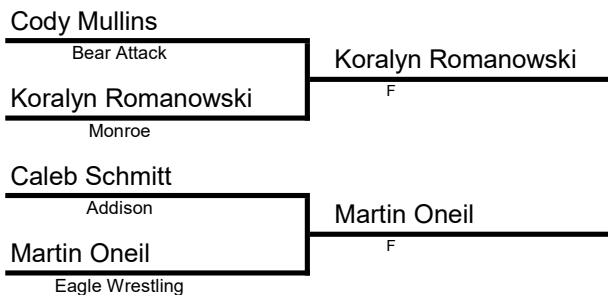 Cody Mullins
Bear Attack
Koralyn Romanowski
Monroe
Koralyn Romanowski
F
Caleb Schmitt
Addison
Martin Oneil
Eagle Wrestling
Martin Oneil
F